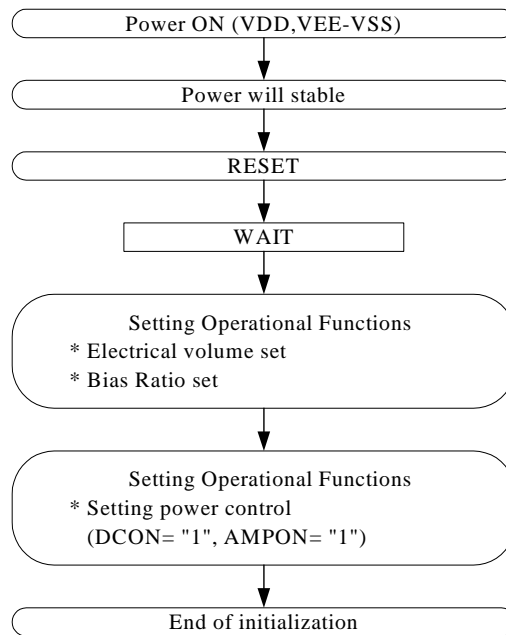 Power ON (VDD,VEE-VSS)
Power will stable
RESET
WAIT
Setting Operational Functions
* Electrical volume set
* Bias Ratio set
Setting Operational Functions
* Setting power control
(DCON= "1", AMPON= "1")
End of initialization